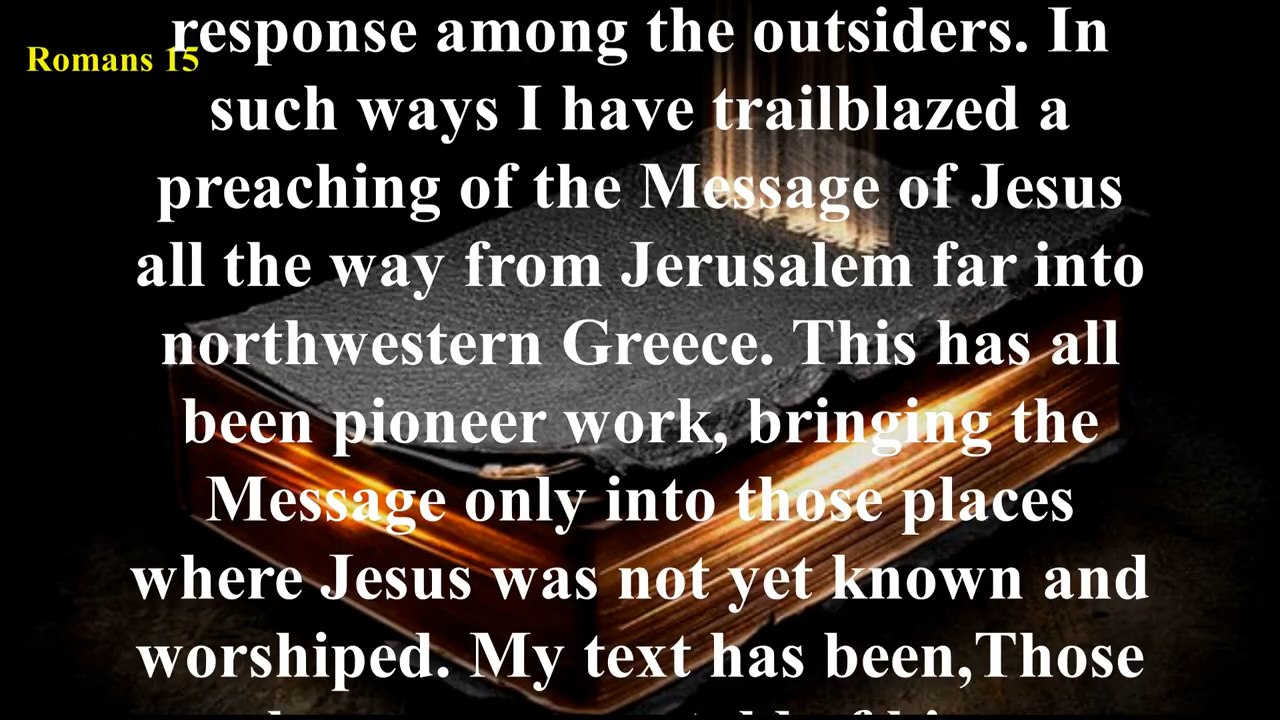 response among the outsiders. In
Romans 15
such ways I have trailblazed a
preaching of the Message of Jesus
all the way from Jerusalem far into
northwestern Greece. This has all
been pioneer work, bringing the
Message only into those places
where Jesus was not yet known and
worshiped. My text has been,Those